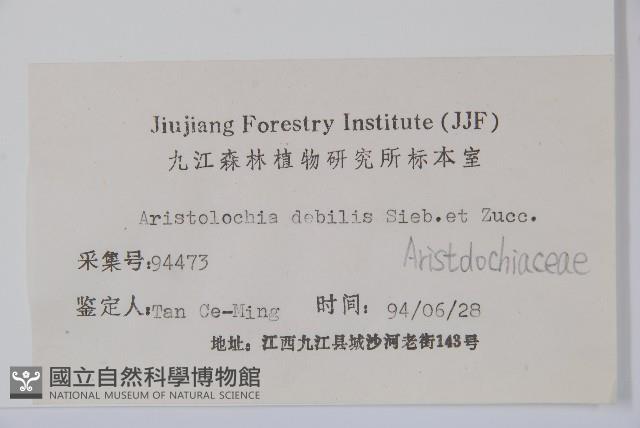 Jiujiang Forestry Institute (JJF)
九江森林植物研究所标本室
Aristolochia debilis Sieb.et Zucc.
Aristdochiaceae
采集号:94473
鉴定人:Tan Ce-Ming 时间: 94/06/28
地址: 江西九江县城沙河老街143号
國立自然科學博物館
NATIONAL MUSEUM OF NATURAL SCIENCE